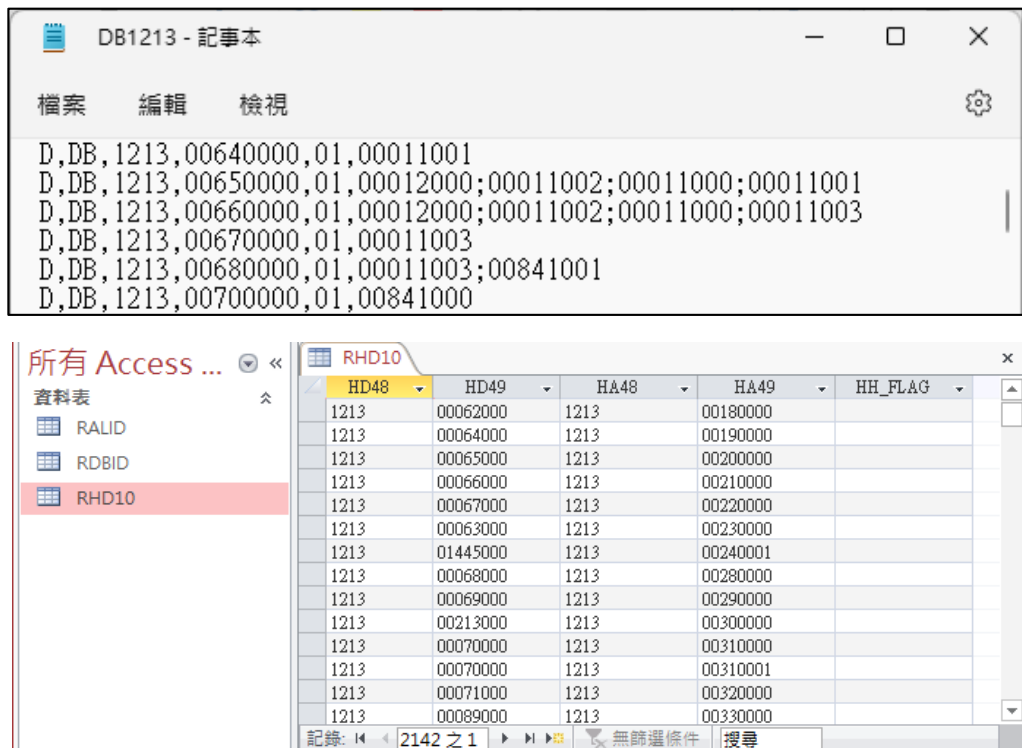 DB1213 - 記事本
檔案 編輯 檢視
D,DB,1213,00640000,01,00011001
D,DB,1213,00650000,01,00012000;00011002;00011000;00011001
D,DB,1213,00660000,01,00012000;00011002;00011000;00011003
D,DB,1213,00670000,01,00011003
D,DB,1213,00680000,01,00011003;00841001
D,DB,1213,00700000,01,00841000
所有 Access ...
資料表
RALID
RDBID
RHD10
RHD10
HD48 HD49 HA48 HA49 HH_FLAG
1213 00062000 1213 00180000
1213 00064000 1213 00190000
1213 00065000 1213 00200000
1213 00066000 1213 00210000
1213 00067000 1213 00220000
1213 00063000 1213 00230000
1213 01445000 1213 00240001
1213 00068000 1213 00280000
1213 00069000 1213 00290000
1213 00213000 1213 00300000
1213 00070000 1213 00310000
1213 00070000 1213 00310001
1213 00071000 1213 00320000
1213 00089000 1213 00330000
記錄: 2142 之 1 無篩選條件 搜尋